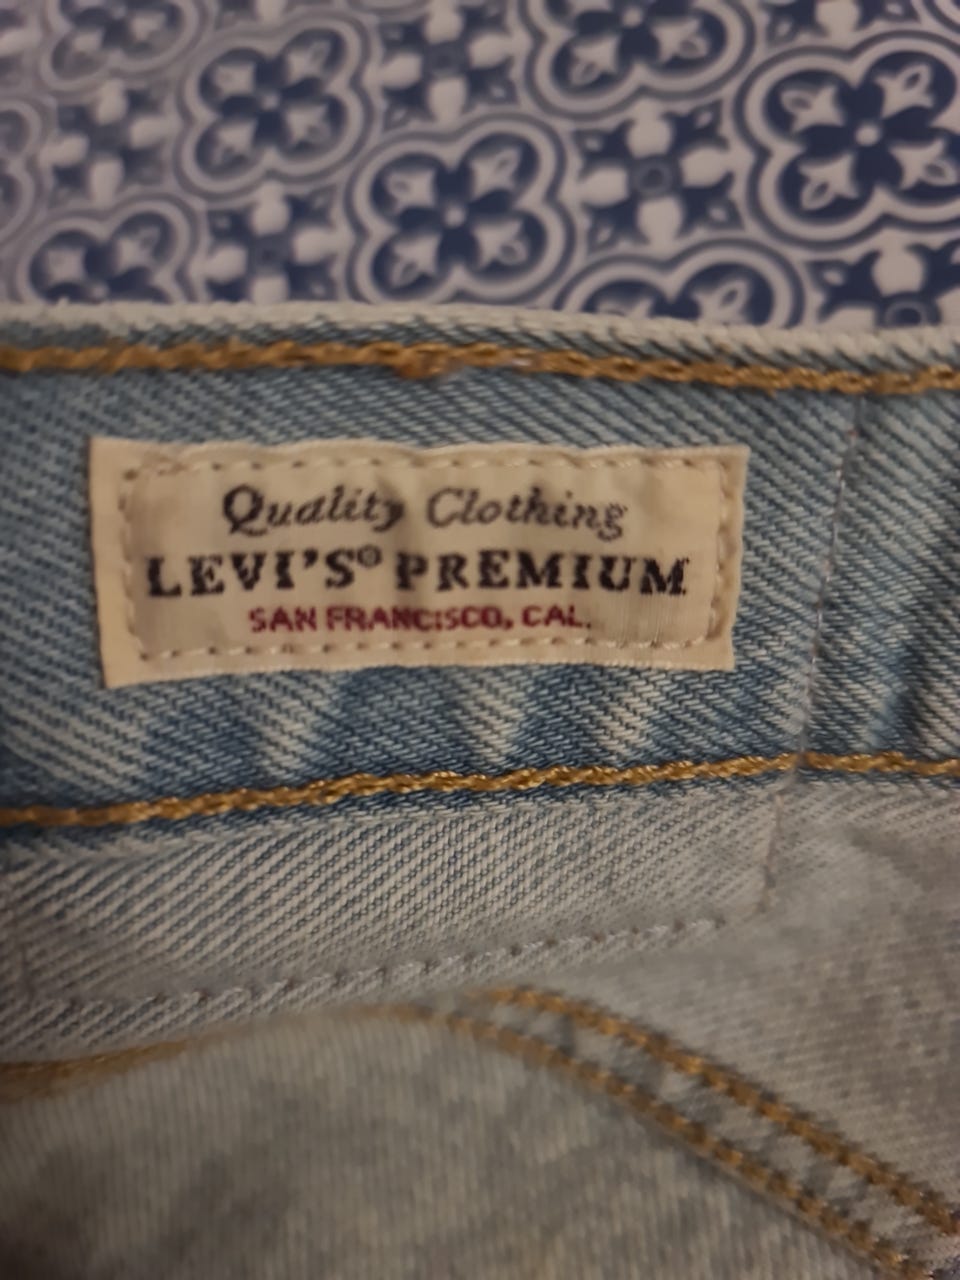 Quality Clothing
LEVI'S® PREMIUM
SAN FRANCISCO, CAL.